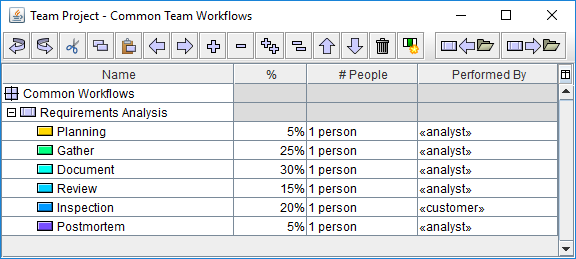 Team Project - Common Team Workflows
Name % # People Performed By
Common Workflows
Requirements Analysis
Planning 5% 1 person «analyst»
Gather 25% 1 person «analyst»
Document 30% 1 person «analyst»
Review 15% 1 person «analyst»
Inspection 20% 1 person «customer»
Postmortem 5% 1 person «analyst»